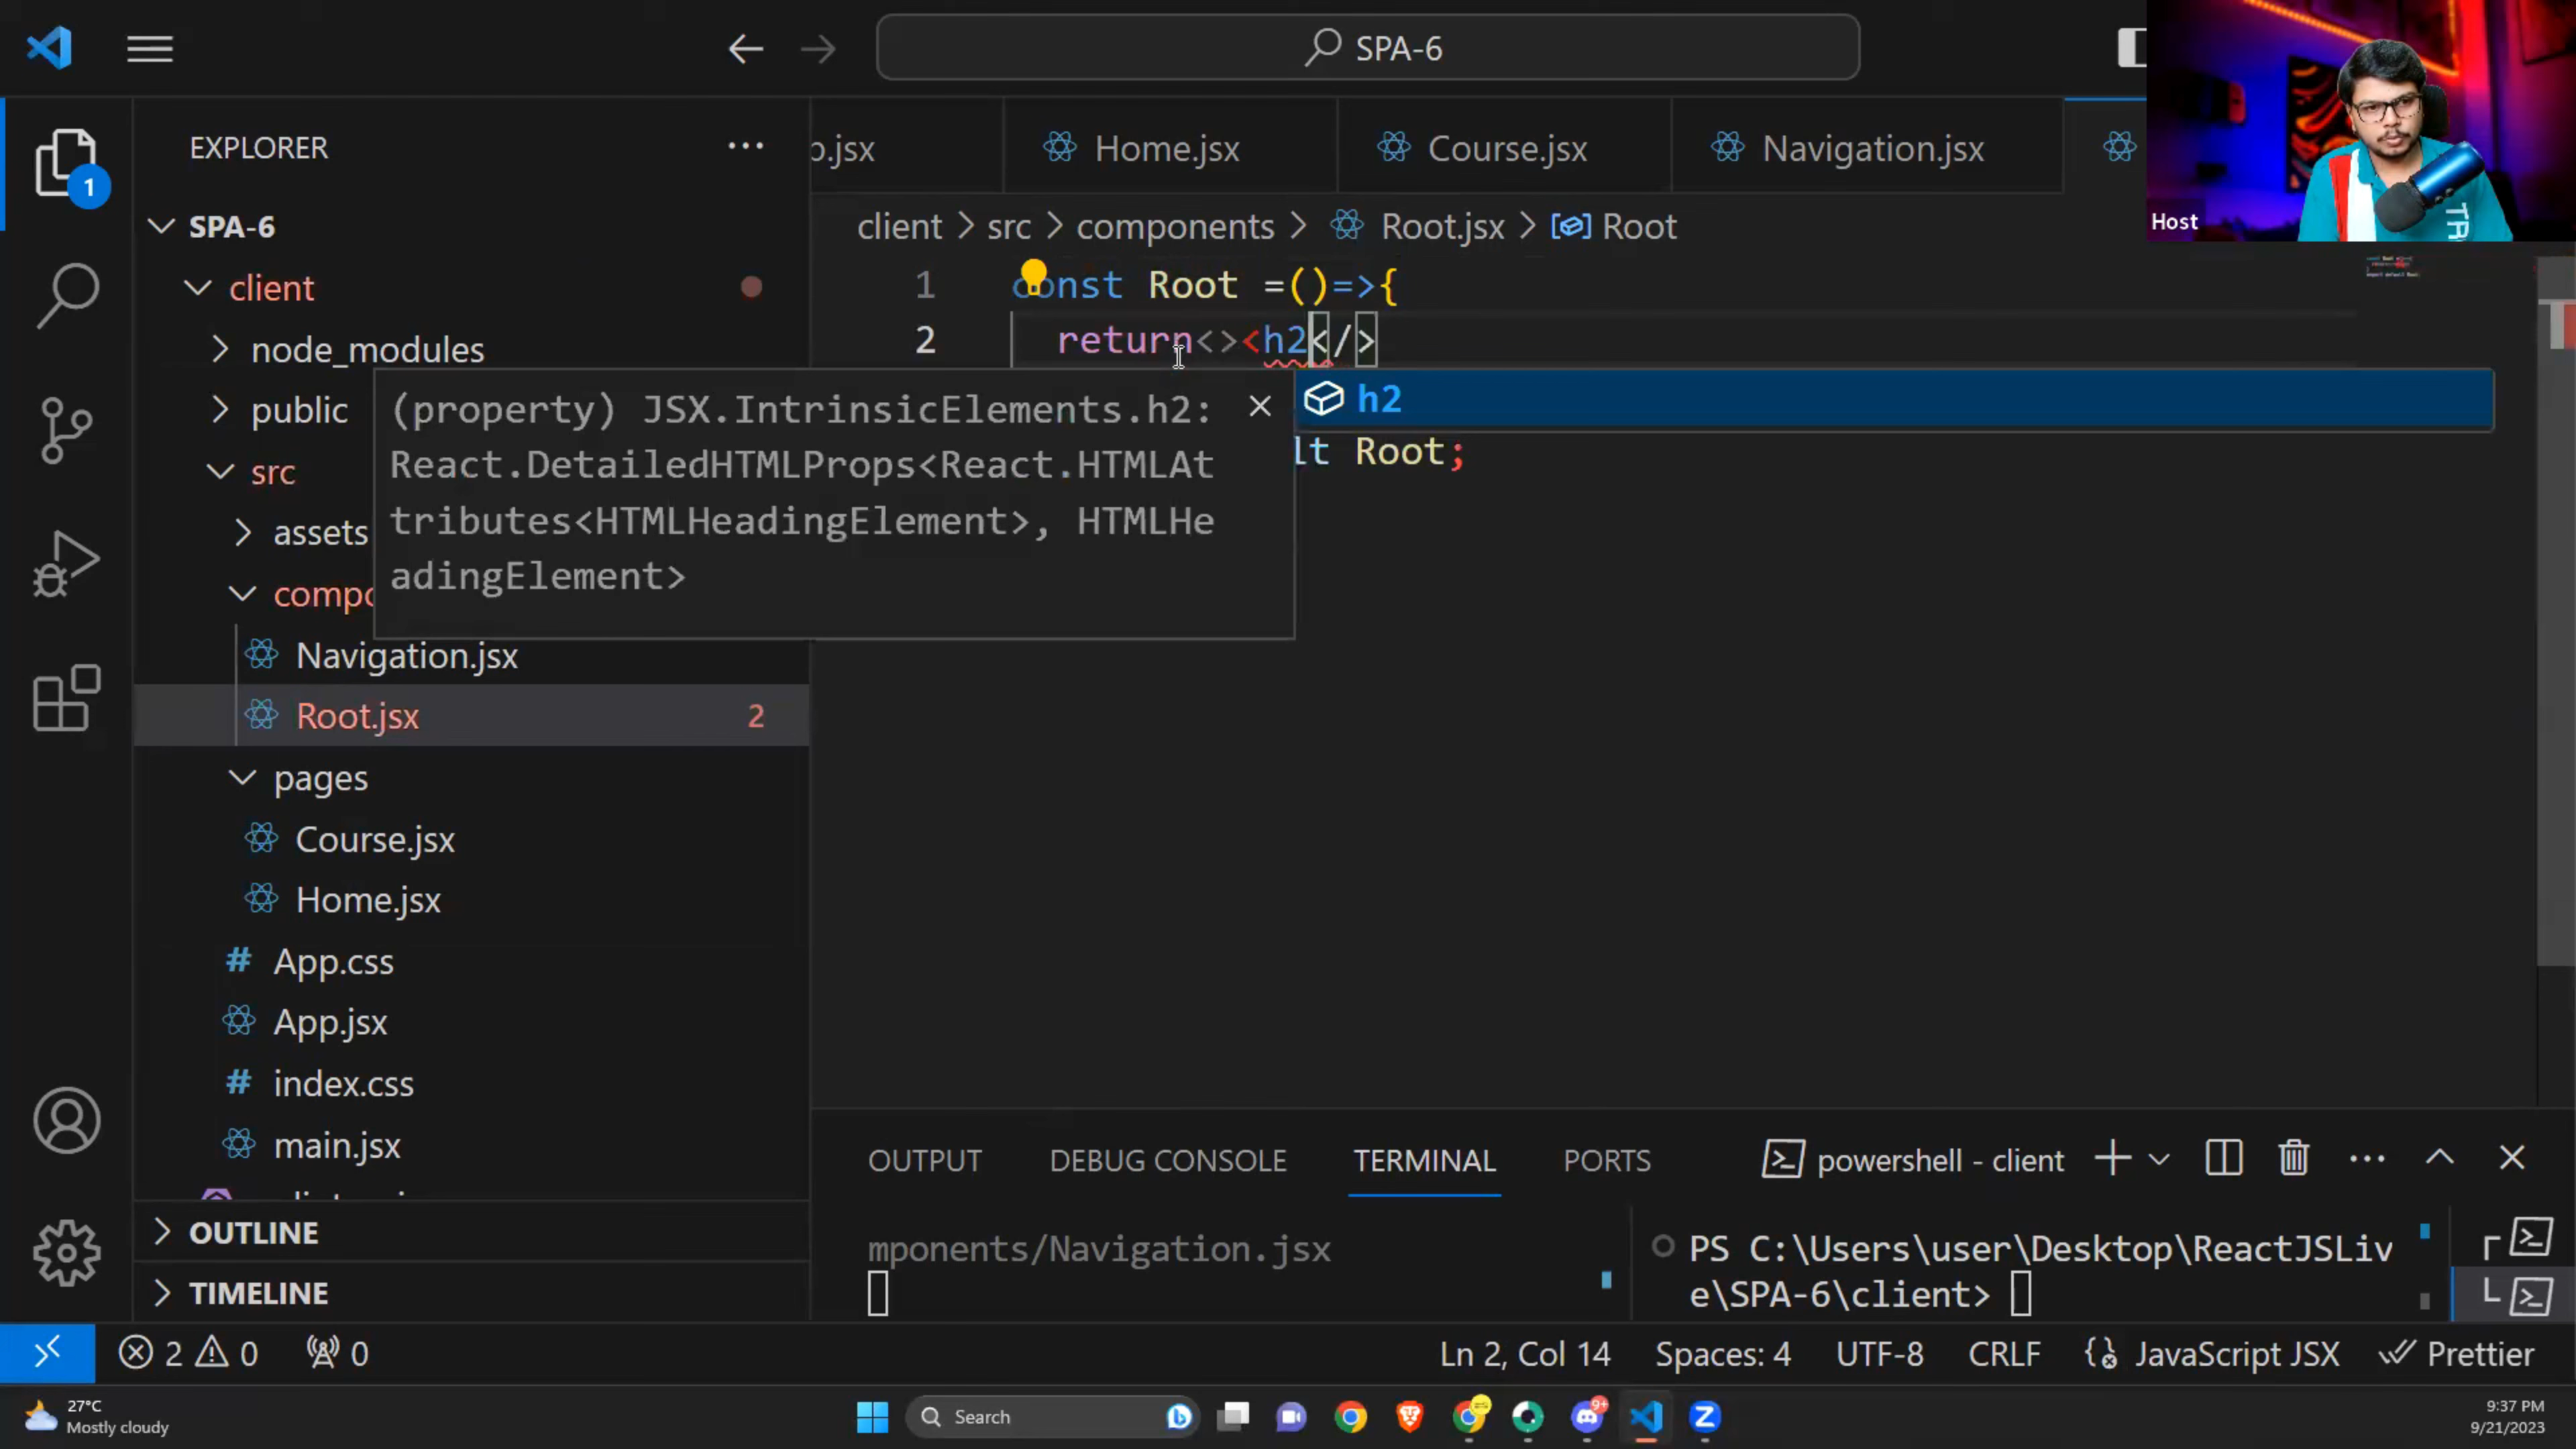 SPA-6
Host
EXPLORER
p.jsx
Home.jsx
Course.jsx
Navigation.jsx
1
SPA-6
client > src > components > Root.jsx > Root
client
node_modules
public
src
assets
compo
Navigation.jsx
Root.jsx 2
pages
Course.jsx
Home.jsx
App.css
App.jsx
index.css
main.jsx
OUTLINE
TIMELINE
1 const Root =()=>{
2 return<><h2</>
(property) JSX.IntrinsicElements.h2:
React.DetailedHTMLProps<React.HTMLAt
tributes<HTMLHeadingElement>, HTMLHe
adingElement>
h2
lt Root;
OUTPUT DEBUG CONSOLE TERMINAL PORTS powershell - client
mponents/Navigation.jsx
PS C:\Users\user\Desktop\ReactJSLiv
e\SPA-6\client>
2 0 0
Ln 2, Col 14 Spaces: 4 UTF-8 CRLF JavaScript JSX Prettier
27°C
Mostly cloudy
Search
9+
9:37 PM
9/21/2023